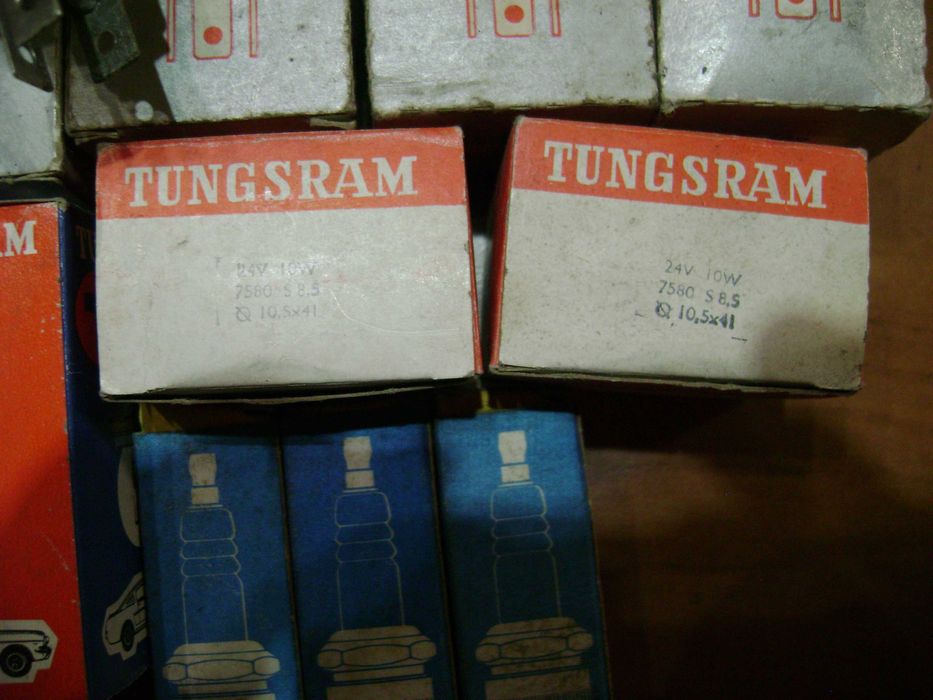 TUNGSRAM
24V 10W
7580 S 8,5
Ø 10,5x41
TUNGSRAM
24V 10W
7580 S 8,5
Ø 10,5x41
AM